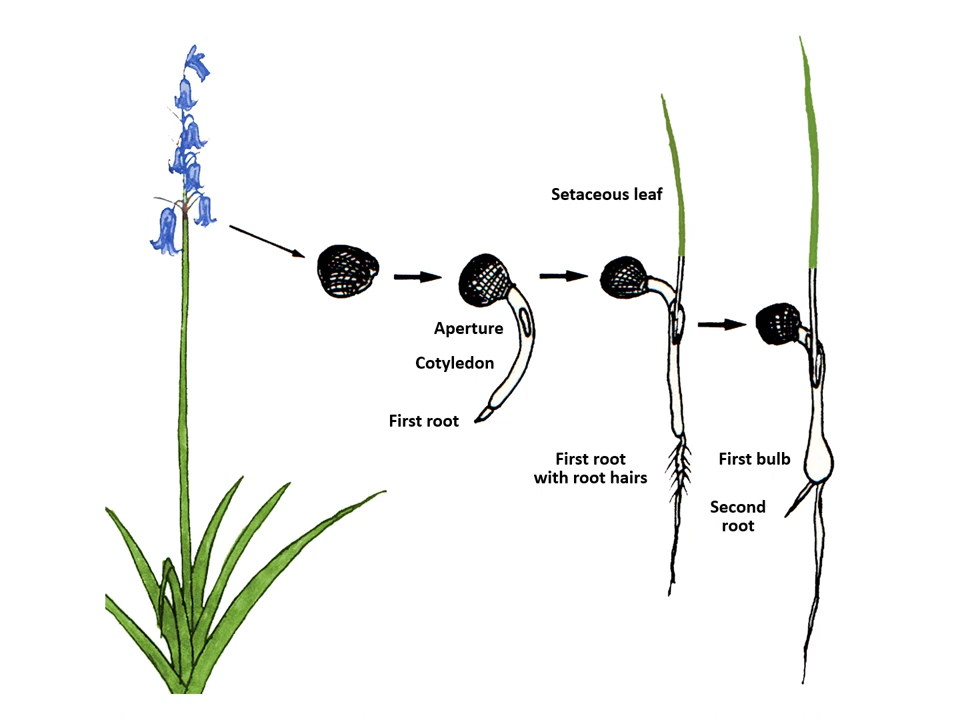 Setaceous leaf
Aperture
Cotyledon
First root
First root
with root hairs
First bulb
Second
root